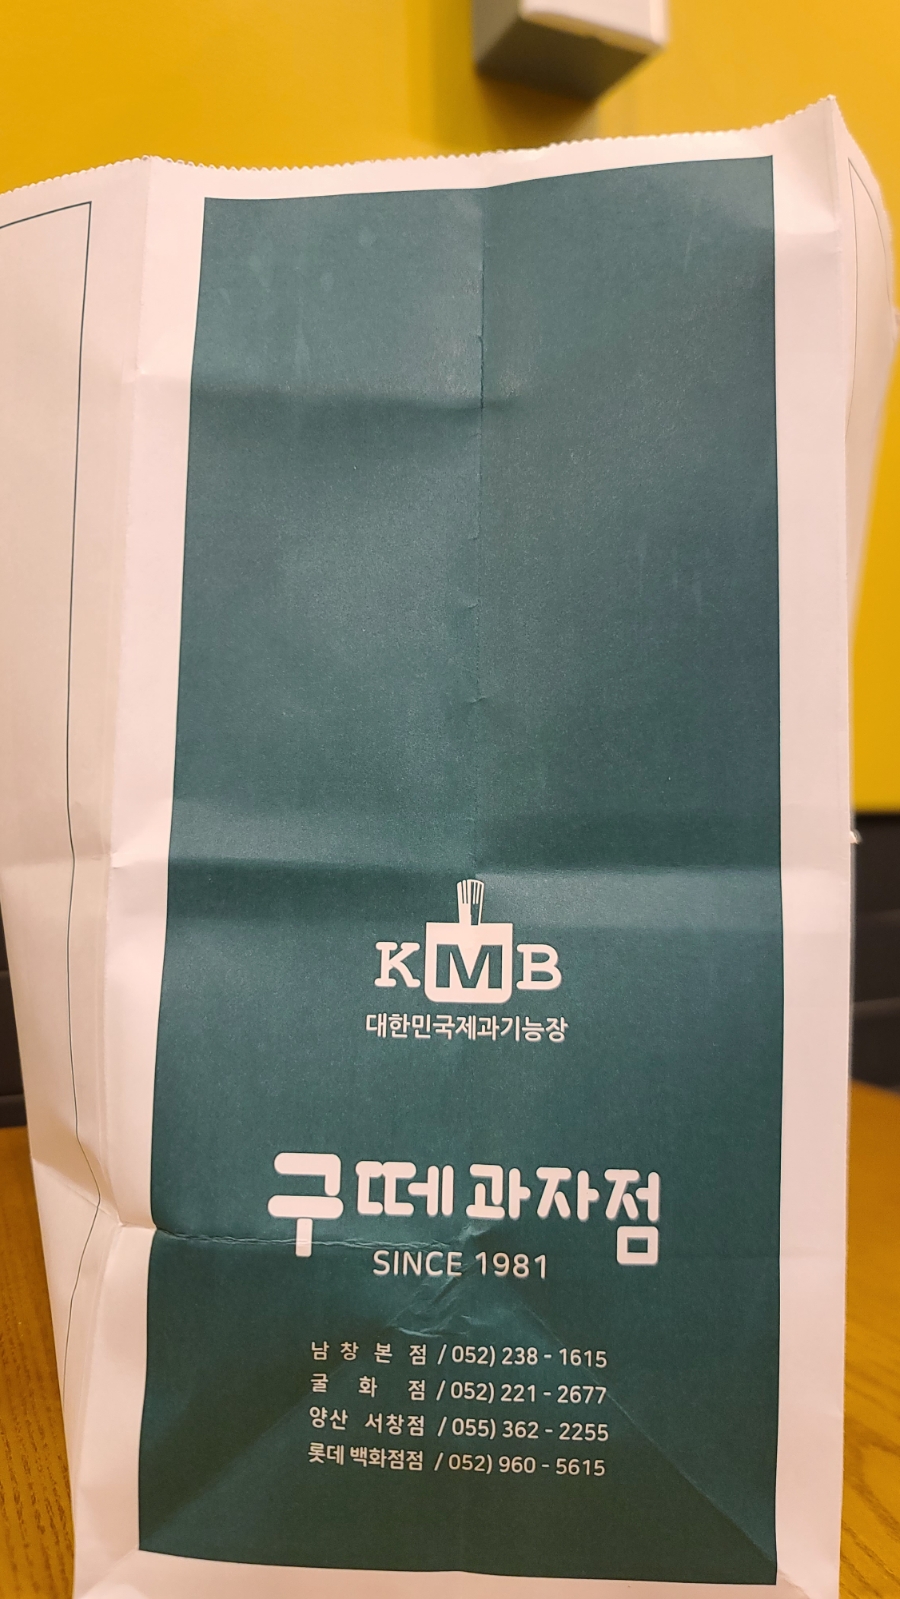 KMB
대한민국제과기능장
구떼과자점
SINCE 1981
남창본점 / 052) 238 - 1615
굴화점 / 052) 221 - 2677
양산 서창점 / 055) 362 - 2255
롯데 백화점점 / 052) 960 - 5615